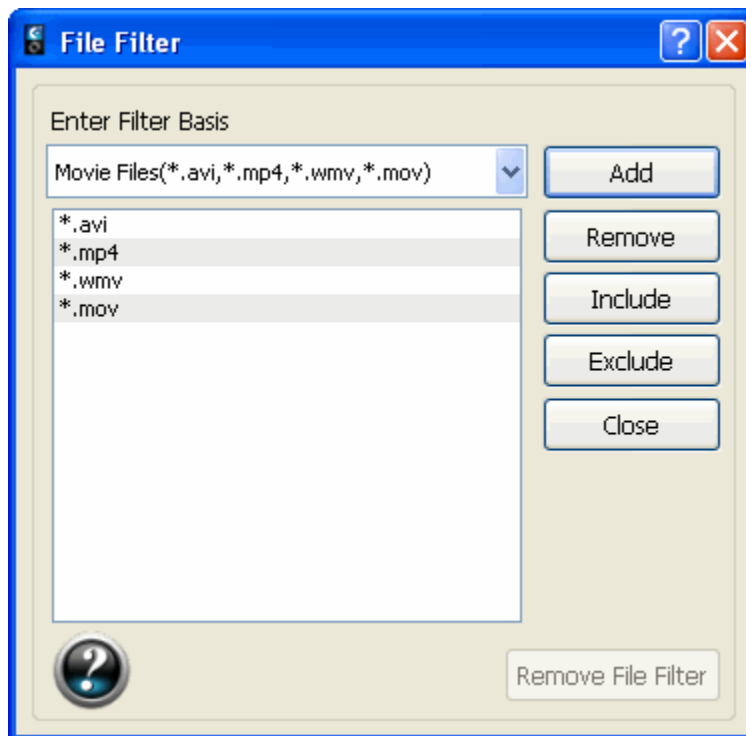 File Filter
Enter Filter Basis
Movie Files(*.avi,*.mp4,*.wmv,*.mov)
Add
*.avi
*.mp4
*.wmv
*.mov
Remove
Include
Exclude
Close
Remove File Filter